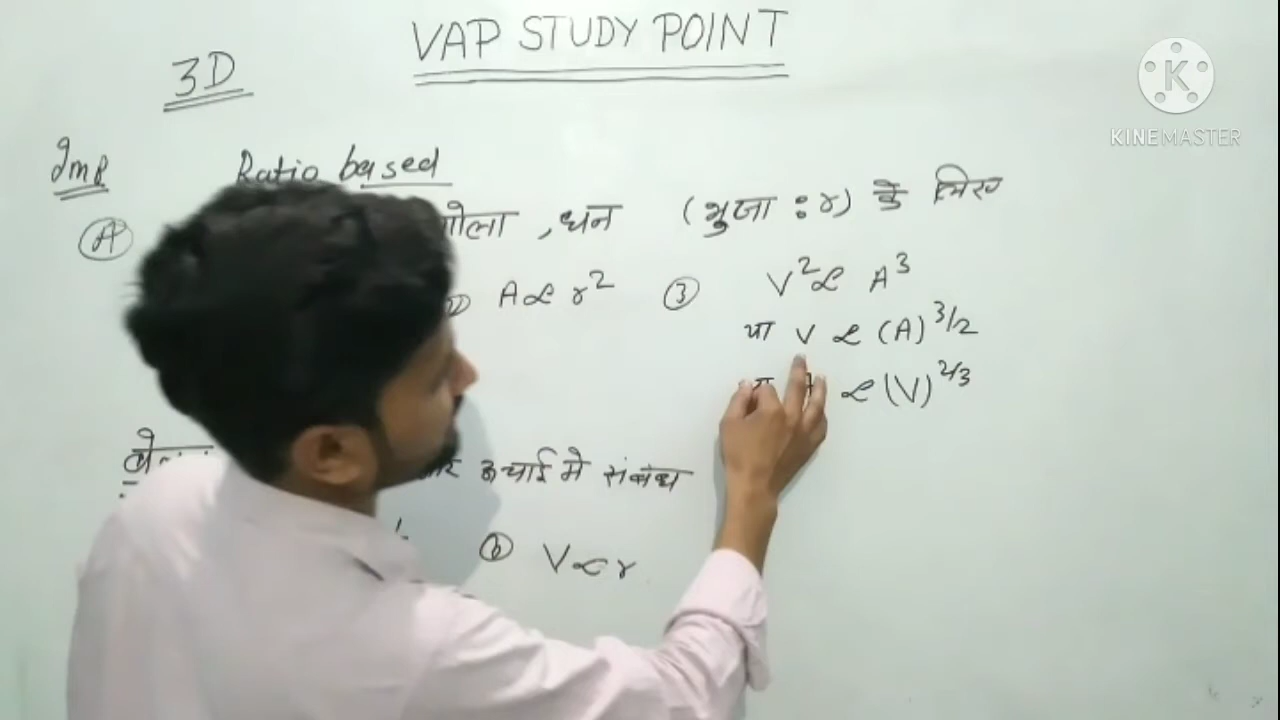 VAP STUDY POINT
3D
K
KINEMASTER
Imp Ratio based
(A) गोला , घन (भुजा : r) के लिए
A ∝ r² ③ V² ∝ A³
या V ∝ (A)^3/2
∝ (V)^2/3
ऊचाई मे संबंध
(b) V ∝ r